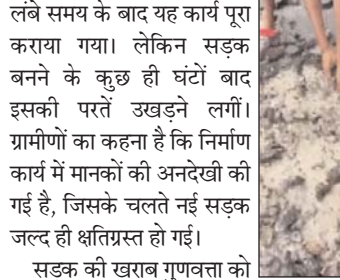 लंबे समय के बाद यह कार्य पूरा
कराया गया। लेकिन सड़क
बनने के कुछ ही घंटों बाद
इसकी परतें उखड़ने लगीं।
ग्रामीणों का कहना है कि निर्माण
कार्य में मानकों की अनदेखी की
गई है, जिसके चलते नई सड़क
जल्द ही क्षतिग्रस्त हो गई।
सड़क की खराब गुणवत्ता को